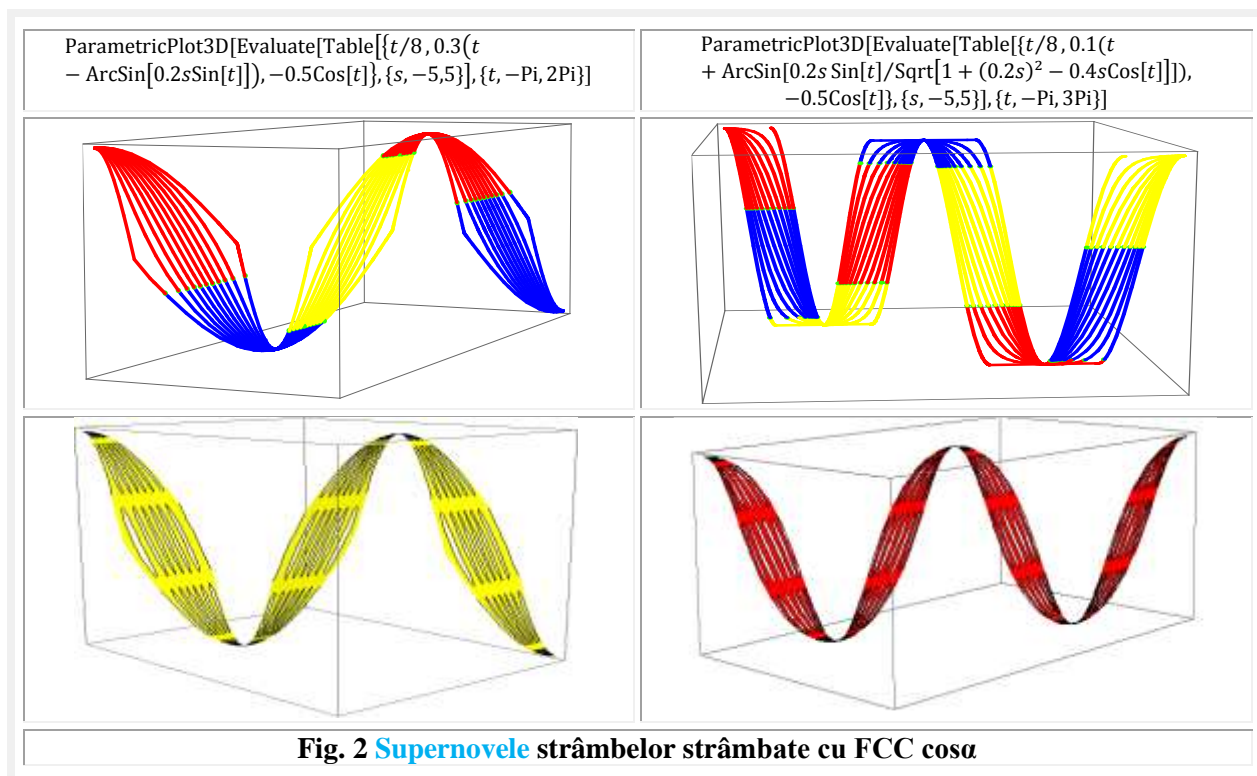 ParametricPlot3D[Evaluate[Table[{t/8 , 0.3(t
− ArcSin[0.2sSin[t]]), −0.5Cos[t]}, {s, −5,5}], {t, −Pi, 2Pi}]
ParametricPlot3D[Evaluate[Table[{t/8 , 0.1(t
+ ArcSin[0.2s Sin[t]/Sqrt[1 + (0.2s)² − 0.4sCos[t]]]),
−0.5Cos[t]}, {s, −5,5}], {t, −Pi, 3Pi}]
Fig. 2 Supernovele strâmbelor strâmbate cu FCC cosα